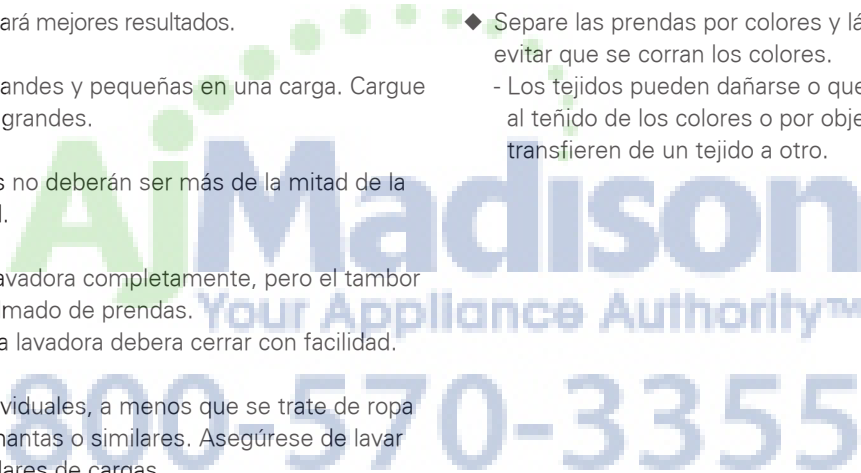 ará mejores resultados.
andes y pequeñas en una carga. Cargue
grandes.
s no deberán ser más de la mitad de la
avadora completamente, pero el tambor
mado de prendas.
a lavadora debera cerrar con facilidad.
viduales, a menos que se trate de ropa
mantas o similares. Asegúrese de lavar
lares de cargas.
◆ Separe las prendas por colores y lá
evitar que se corran los colores.
- Los tejidos pueden dañarse o que
al teñido de los colores o por obje
transfieren de un tejido a otro.
AjMadison
Your Appliance Authority™
800-570-3355